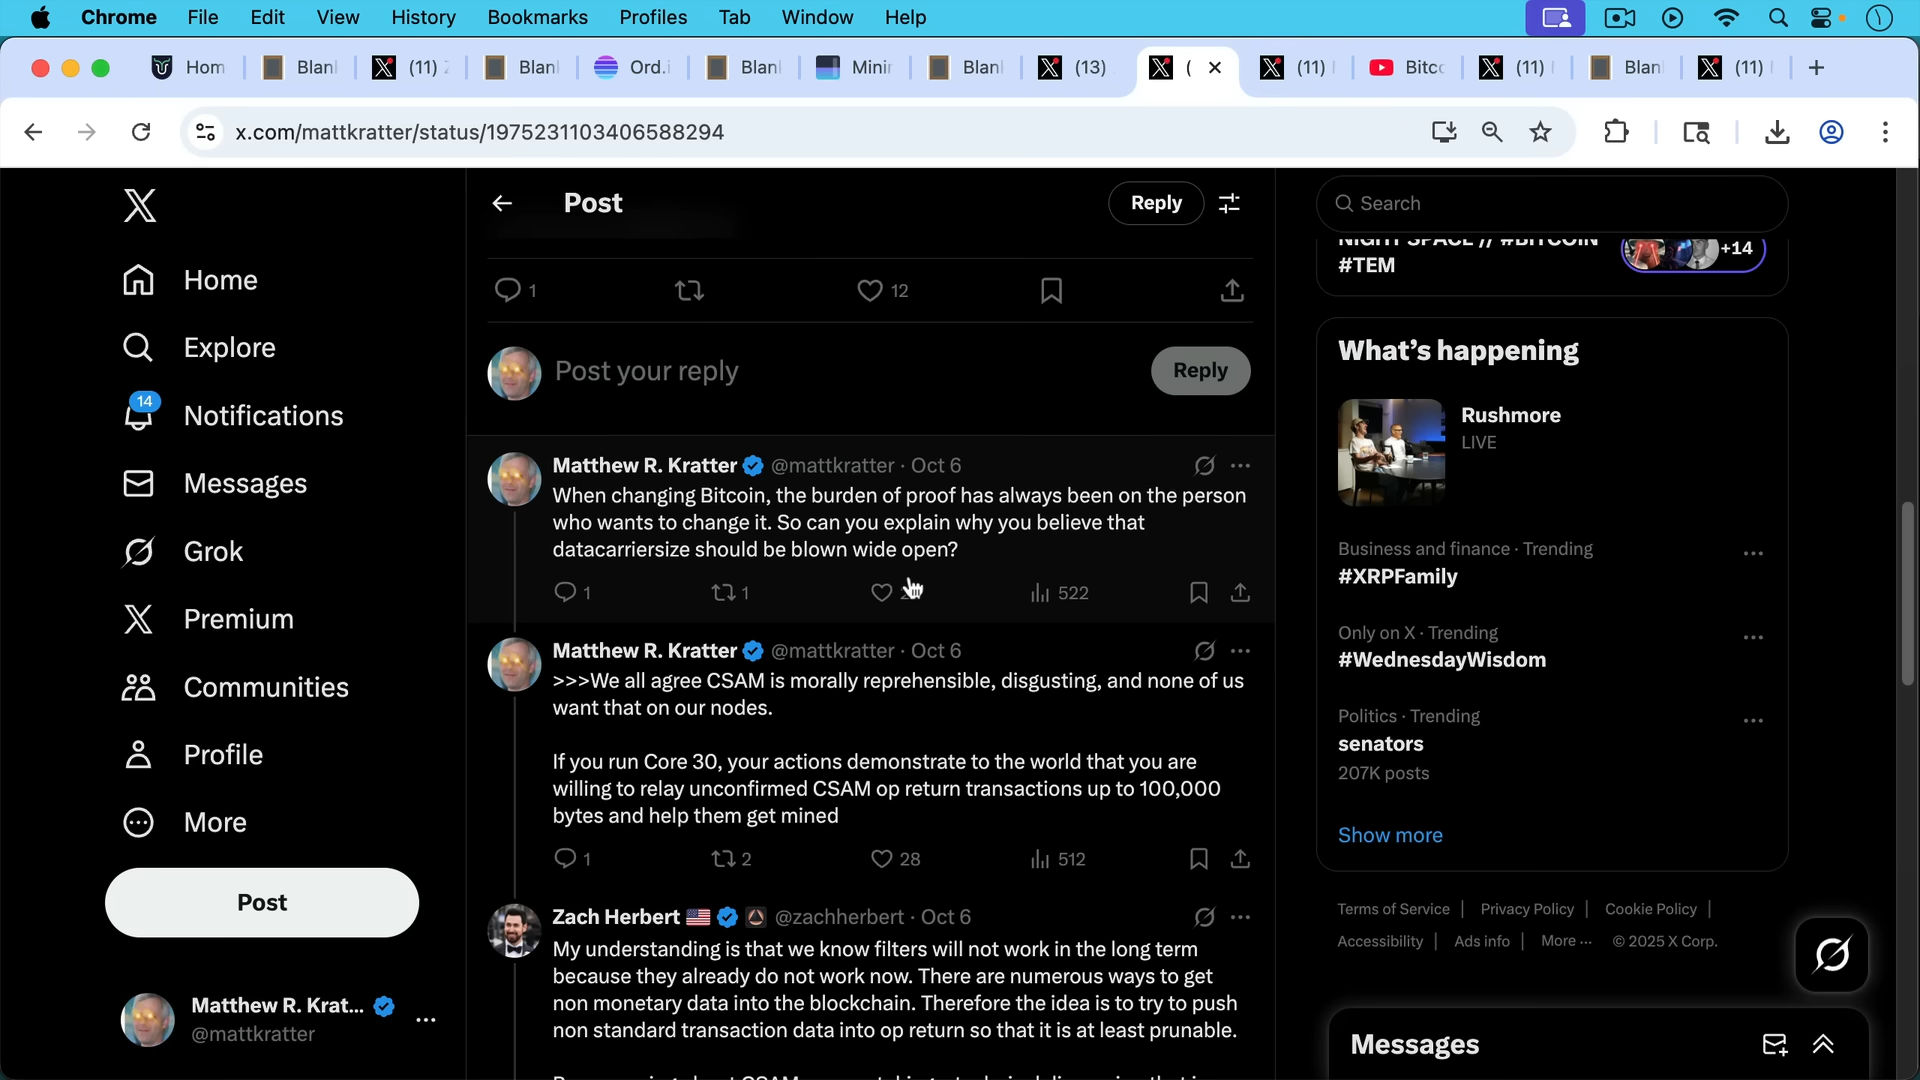 Chrome File Edit View History Bookmarks Profiles Tab Window Help
Hom Blan (11) Blan Ord.i Blan Minir Blan (13) ( (11) Bitco (11) Blan (11)
x.com/mattkratter/status/1975231103406588294
Post
Reply
Search
#TEM
+14
Home
Explore
14
Notifications
Messages
Grok
Premium
Communities
Profile
More
Post
Matthew R. Krat...
@mattkratter
1 12
Post your reply
Reply
Matthew R. Kratter @mattkratter · Oct 6
When changing Bitcoin, the burden of proof has always been on the person
who wants to change it. So can you explain why you believe that
datacarriersize should be blown wide open?
1 1 522
Matthew R. Kratter @mattkratter · Oct 6
>>>We all agree CSAM is morally reprehensible, disgusting, and none of us
want that on our nodes.
If you run Core 30, your actions demonstrate to the world that you are
willing to relay unconfirmed CSAM op return transactions up to 100,000
bytes and help them get mined
1 2 28 512
Zach Herbert @zachherbert · Oct 6
My understanding is that we know filters will not work in the long term
because they already do not work now. There are numerous ways to get
non monetary data into the blockchain. Therefore the idea is to try to push
non standard transaction data into op return so that it is at least prunable.
What's happening
Rushmore
LIVE
Business and finance · Trending
#XRPFamily
Only on X · Trending
#WednesdayWisdom
Politics · Trending
senators
207K posts
Show more
Terms of Service | Privacy Policy | Cookie Policy |
Accessibility | Ads info | More ··· © 2025 X Corp.
Messages